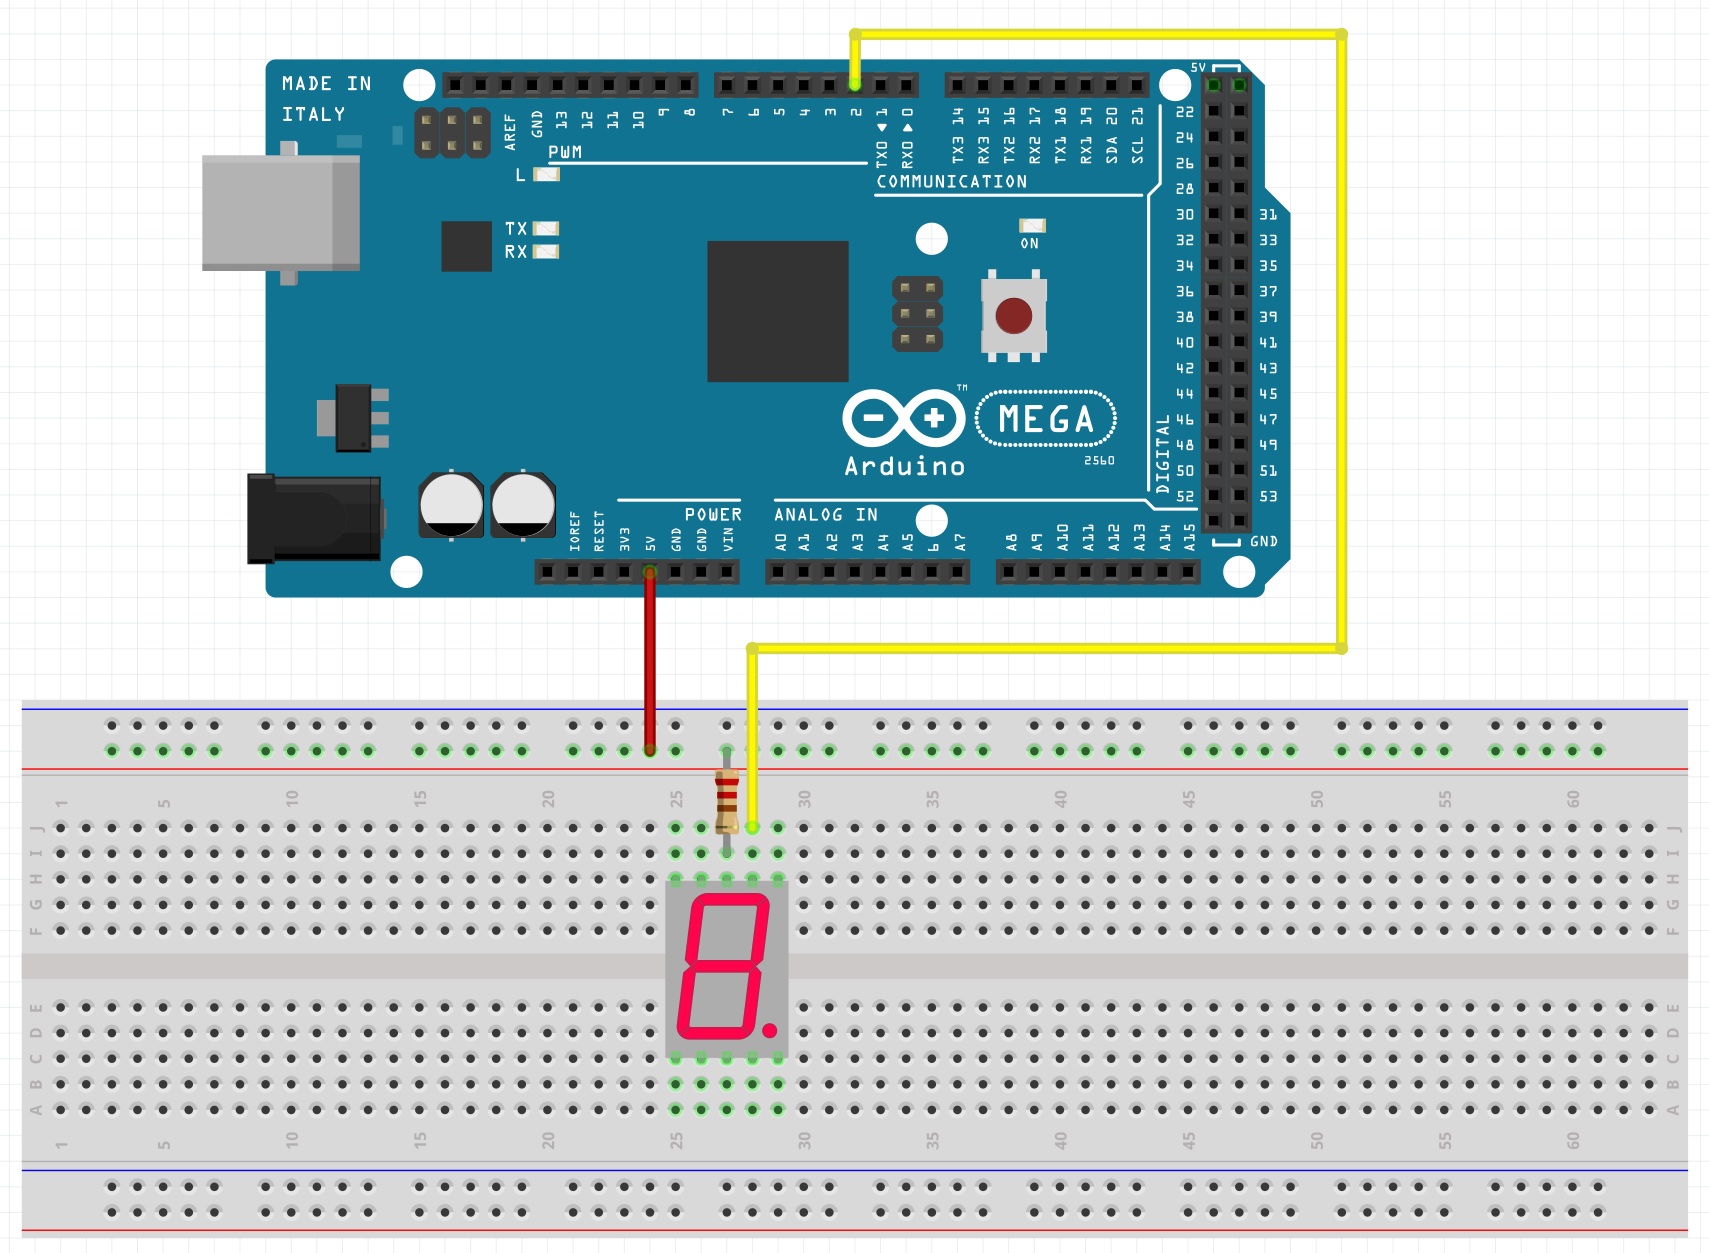 MADE IN
ITALY
5V
AREF GND 13 12 11 10 9 8
7 6 5 4 3 2 1 0
TX0 RX0
TX3 14 RX3 15 TX2 16 RX2 17 TX1 18 RX1 19 SDA 20 SCL 21
PWM
COMMUNICATION
L
TX
RX
ON
22
24
26
28
30 31
32 33
34 35
36 37
38 39
40 41
42 43
44 45
46 47
48 49
50 51
52 53
DIGITAL
GND
TM
MEGA
Arduino
2560
POWER
ANALOG IN
IOREF RESET 3V3 5V GND GND VIN
A0 A1 A2 A3 A4 A5 6 A7
A8 A9 A10 A11 A12 A13 A14 A15
1 5 10 15 20 25 30 35 40 45 50 55 60
J J
I I
H H
G G
F F
E E
D D
C C
B B
A A
1 5 10 15 20 25 30 35 40 45 50 55 60